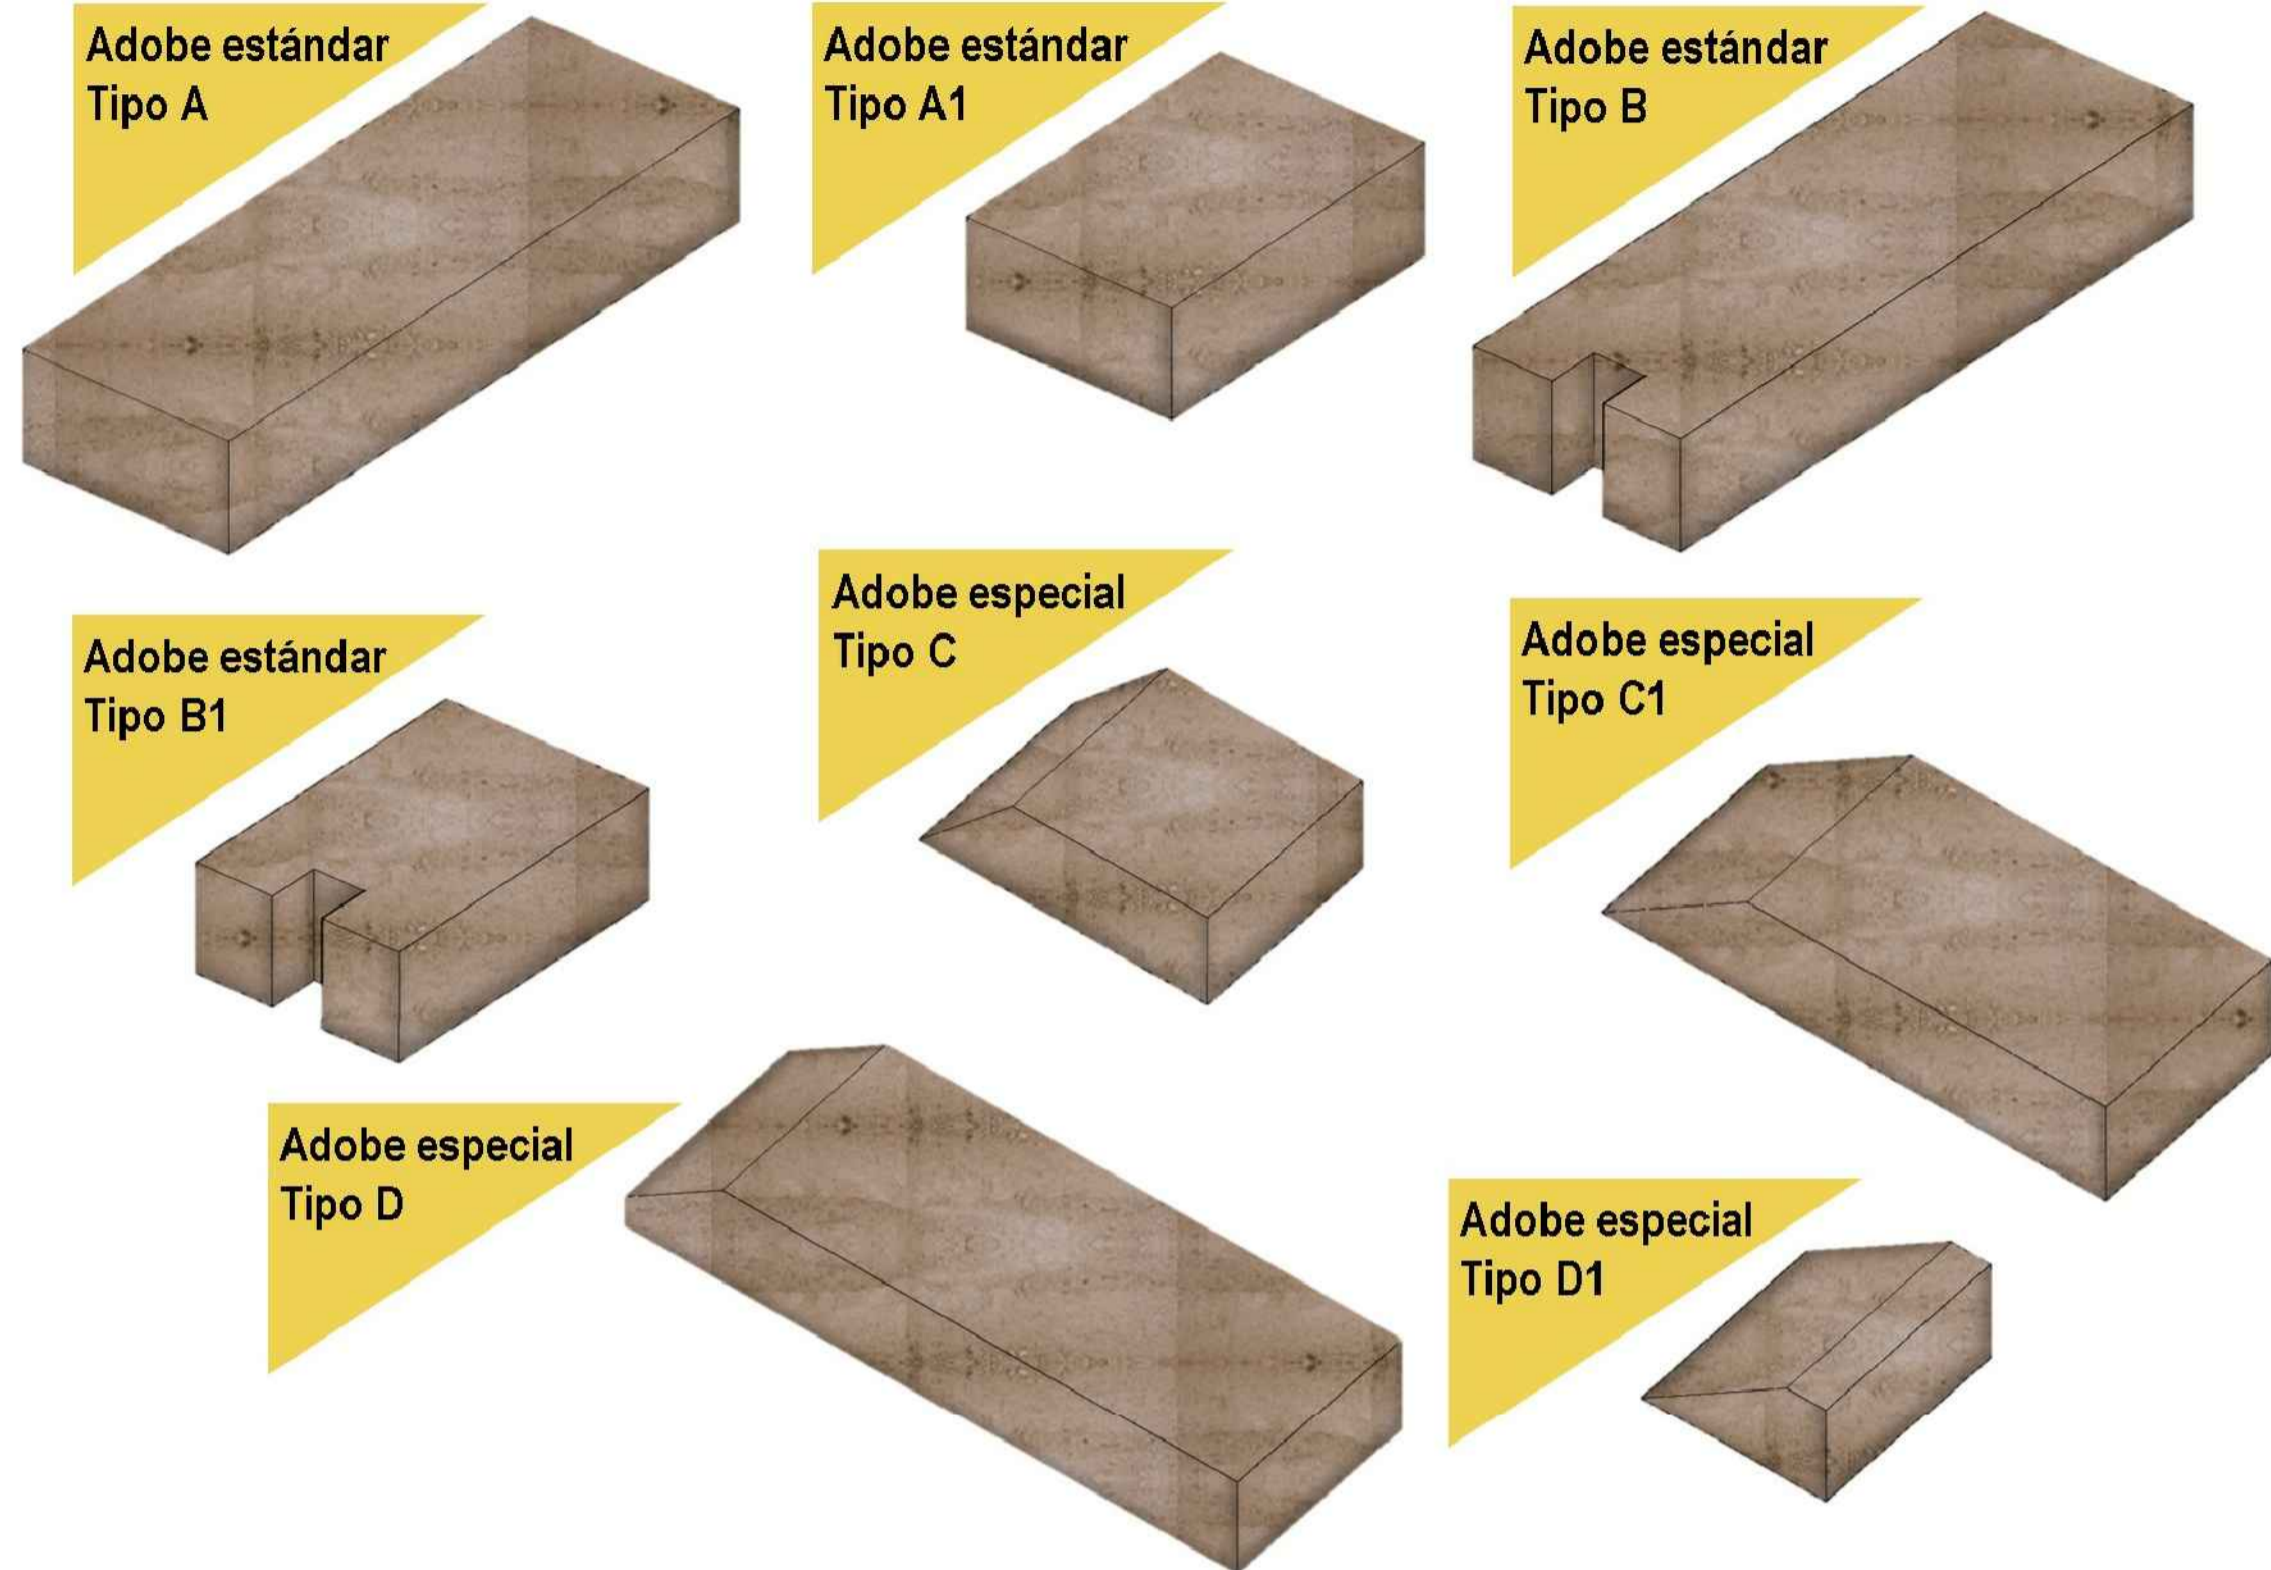 Adobe estándar
Tipo A
Adobe estándar
Tipo A1
Adobe estándar
Tipo B
Adobe estándar
Tipo B1
Adobe especial
Tipo C
Adobe especial
Tipo C1
Adobe especial
Tipo D
Adobe especial
Tipo D1